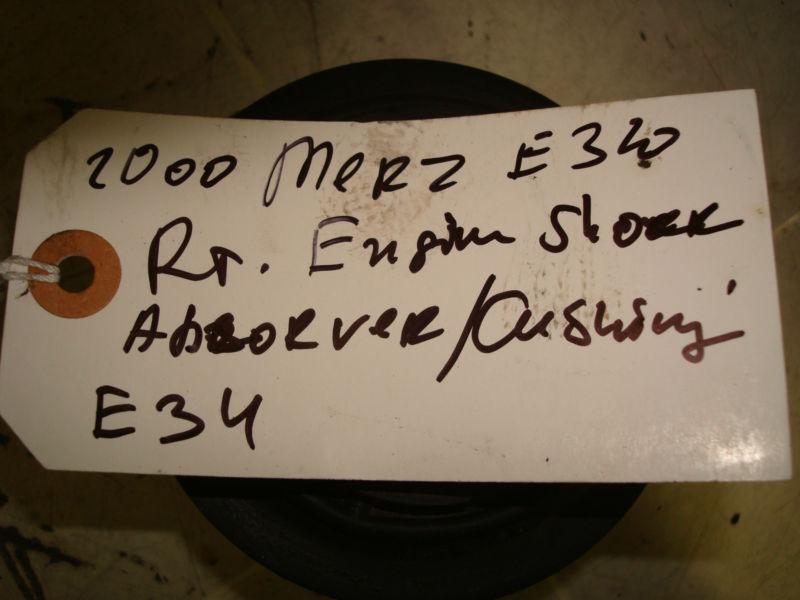 2000 Merz E320
Rt. Engine Shock
Absorver/Cushing
E34